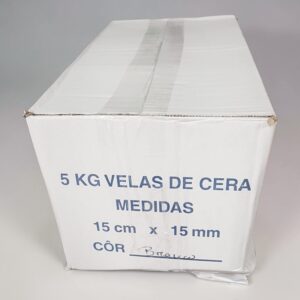 5 KG VELAS DE CERA
MEDIDAS
15 cm x 15 mm
CÔR Branco